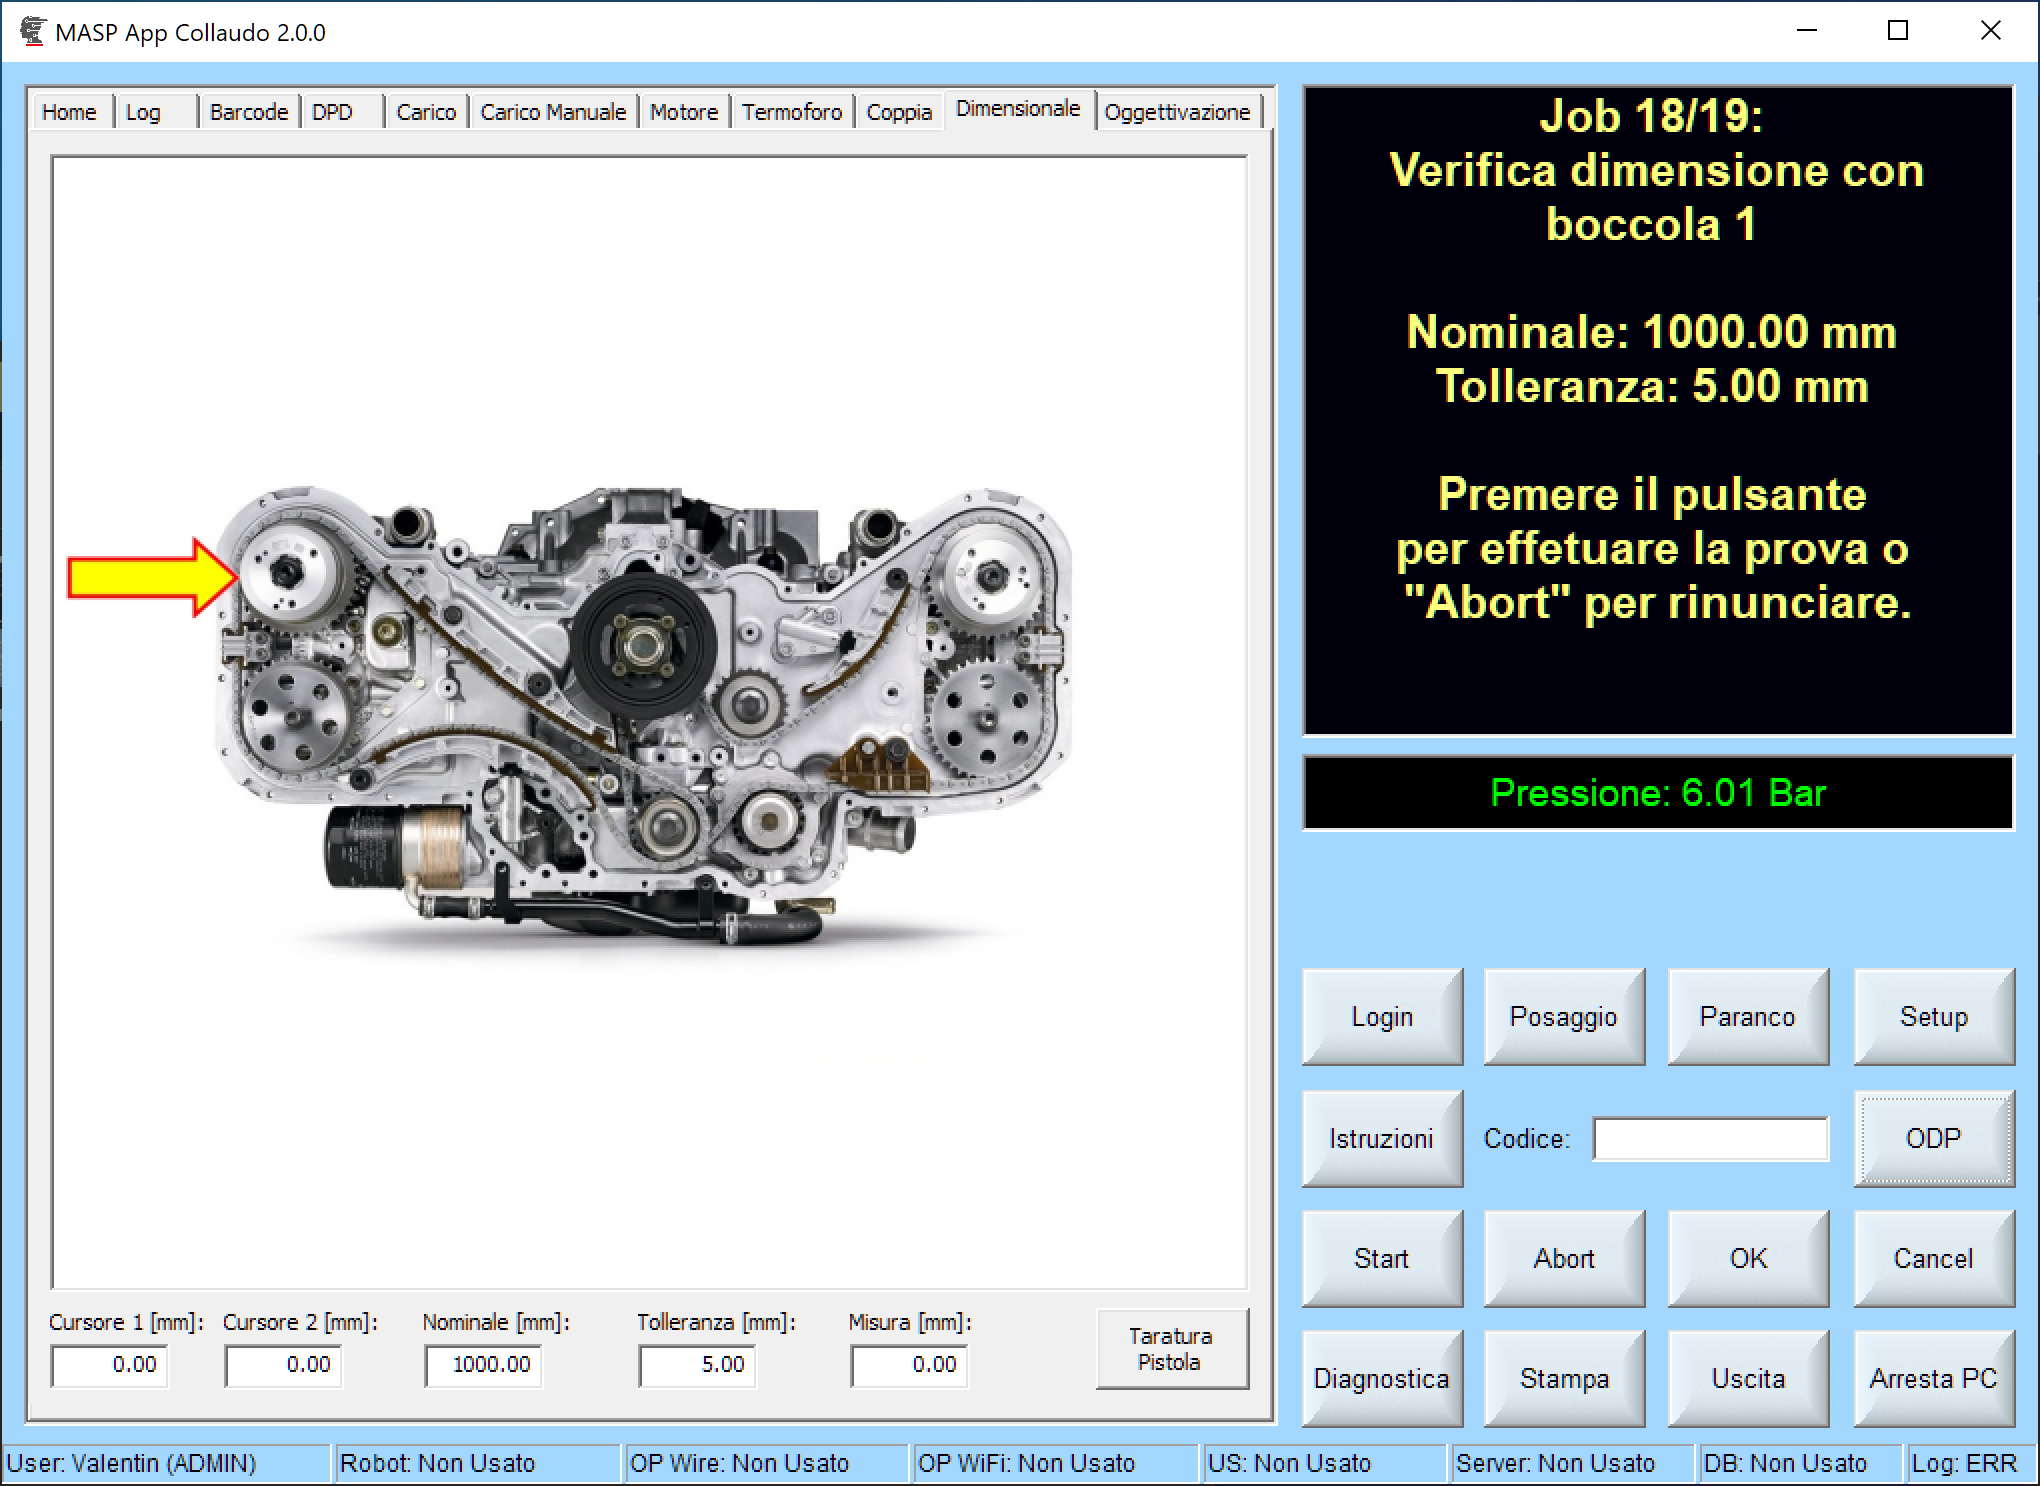 MASP App Collaudo 2.0.0
Home
Log
Barcode
DPD
Carico
Carico Manuale
Motore
Termoforo
Coppia
Dimensionale
Oggettivazione
Job 18/19:
Verifica dimensione con
boccola 1
Nominale: 1000.00 mm
Tolleranza: 5.00 mm
Premere il pulsante
per effetuare la prova o
"Abort" per rinunciare.
Pressione: 6.01 Bar
Login
Posaggio
Paranco
Setup
Istruzioni
Codice:
ODP
Start
Abort
OK
Cancel
Diagnostica
Stampa
Uscita
Arresta PC
Cursore 1 [mm]:
Cursore 2 [mm]:
Nominale [mm]:
Tolleranza [mm]:
Misura [mm]:
0.00
0.00
1000.00
5.00
0.00
Taratura
Pistola
User: Valentin (ADMIN)
Robot: Non Usato
OP Wire: Non Usato
OP WiFi: Non Usato
US: Non Usato
Server: Non Usato
DB: Non Usato
Log: ERR